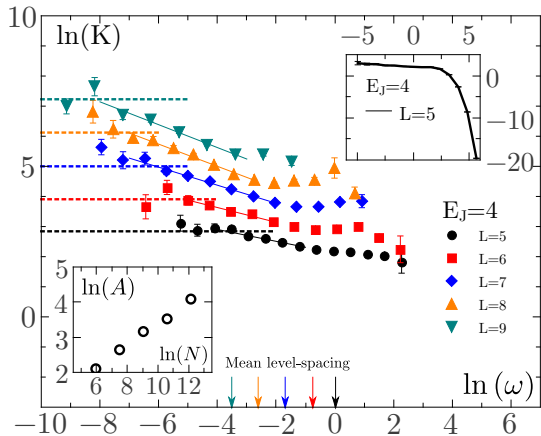 ln(K)
10
5
0
−5 0 5
0
−10
−20
E_J=4
L=5
E_J=4
L=5
L=6
L=7
L=8
L=9
5
4
3
2
ln(A)
ln(N)
6 8 10 12
Mean level-spacing
ln (ω)
−10 −8 −6 −4 −2 0 2 4 6